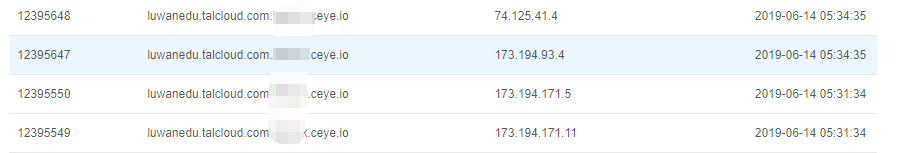 12395648 luwanedu.talcloud.com. ceye.io 74.125.41.4 2019-06-14 05:34:35
12395647 luwanedu.talcloud.com. ceye.io 173.194.93.4 2019-06-14 05:34:35
12395550 luwanedu.talcloud.com .ceye.io 173.194.171.5 2019-06-14 05:31:34
12395549 luwanedu.talcloud.com k.ceye.io 173.194.171.11 2019-06-14 05:31:34